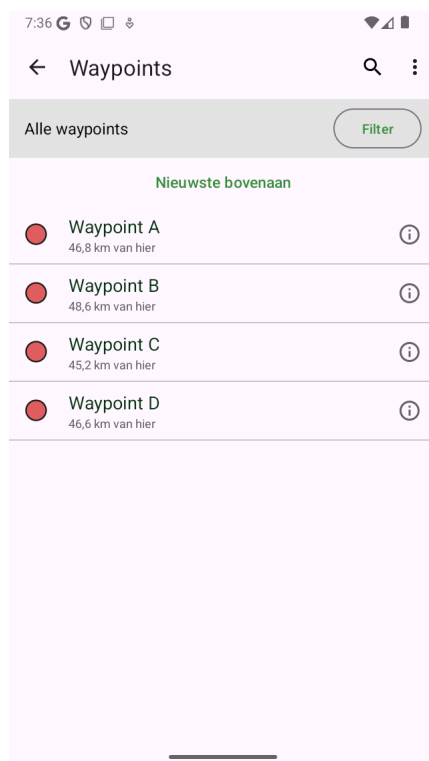 7:36
Waypoints
Alle waypoints
Filter
Nieuwste bovenaan
Waypoint A
46,8 km van hier
Waypoint B
48,6 km van hier
Waypoint C
45,2 km van hier
Waypoint D
46,6 km van hier